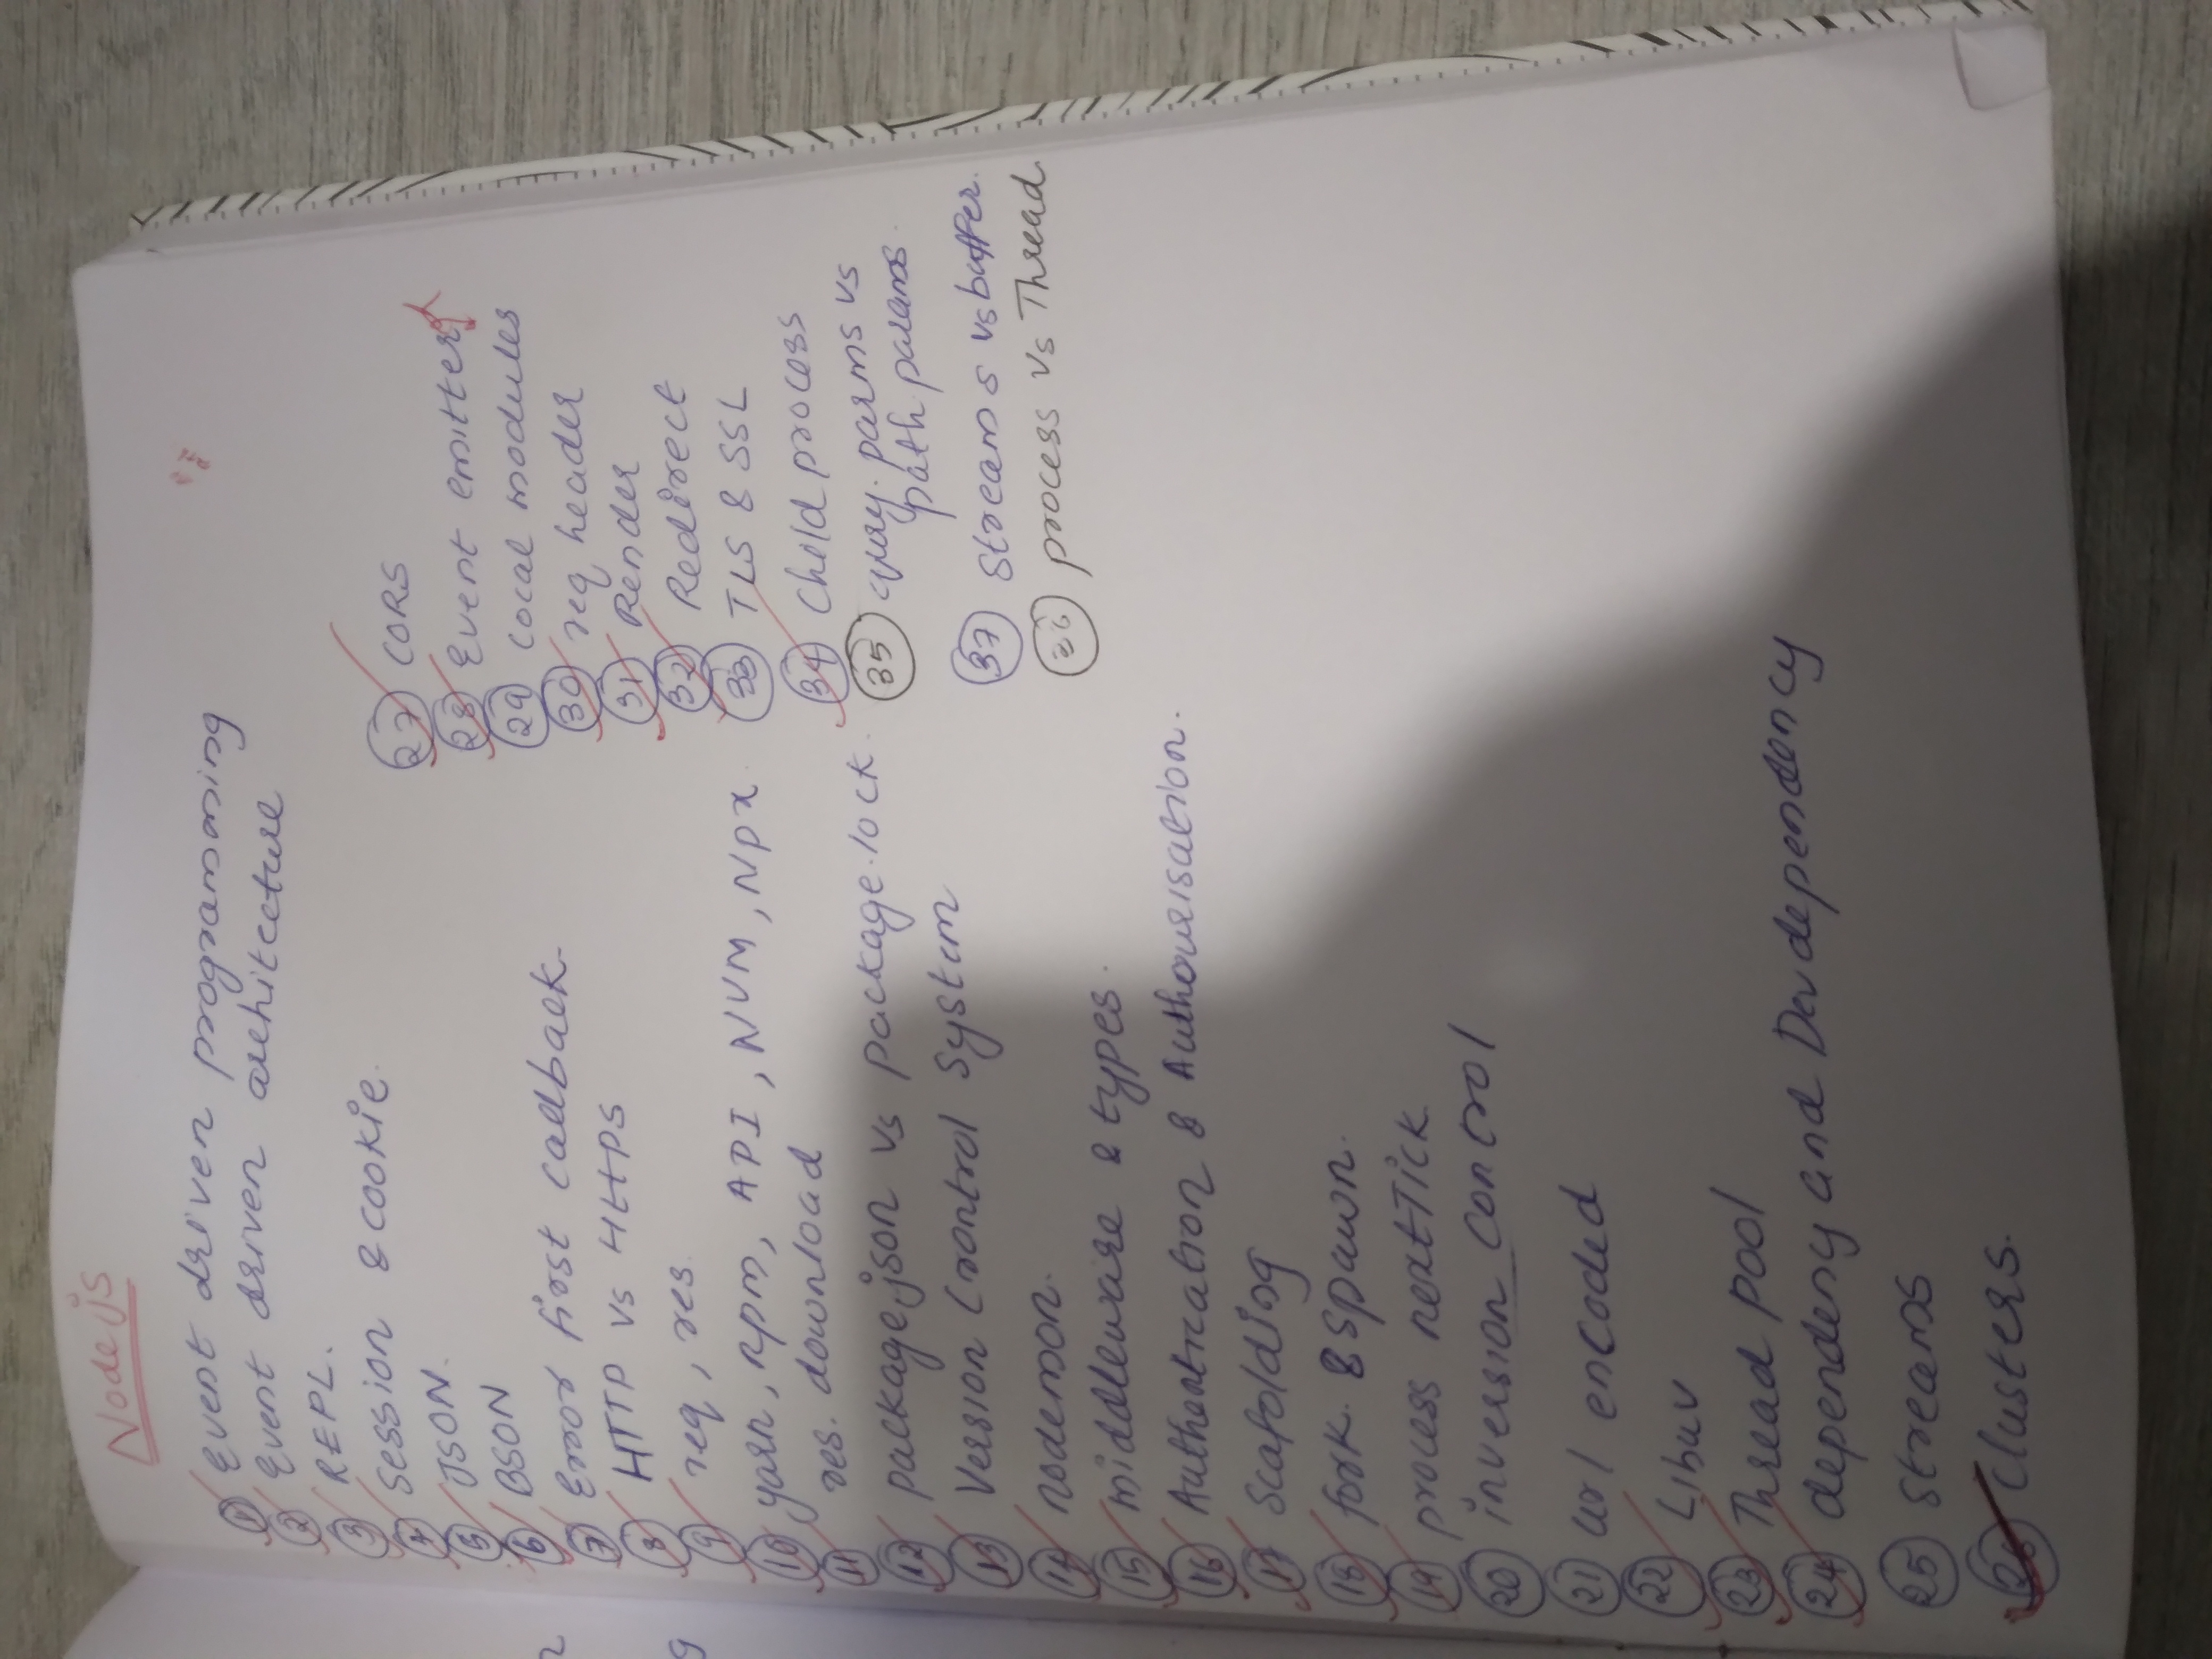 Node js
1 Event driven programming
2 Event driven architecture
3 REPL.
4 Session & cookie.
5 JSON.
6 BSON
7 Error first callback
8 HTTP vs HttPS
9 req, res.
10 yarn, npm, API, NVM, Npx
11 res. download
12 package.json vs package.lock
13 Version Control System
14 nodemon.
15 middleware & types.
16 Authentication & Authourisation.
17 Scafolding
18 fork. & Spawn.
19 process nextTick
20 inversion control
21 url encoded
22 Libuv
23 Thread pool
24 dependeny and Devdependency
25 Streams
26 Clusters.
27 CORS
28 Event emitter
29 Local modules
30 req header
31 Render
32 Redirect
33 TLS & SSL
34 Child process
35 qury. parms vs
path params.
37 Streams vs buffer.
36 process vs Thread